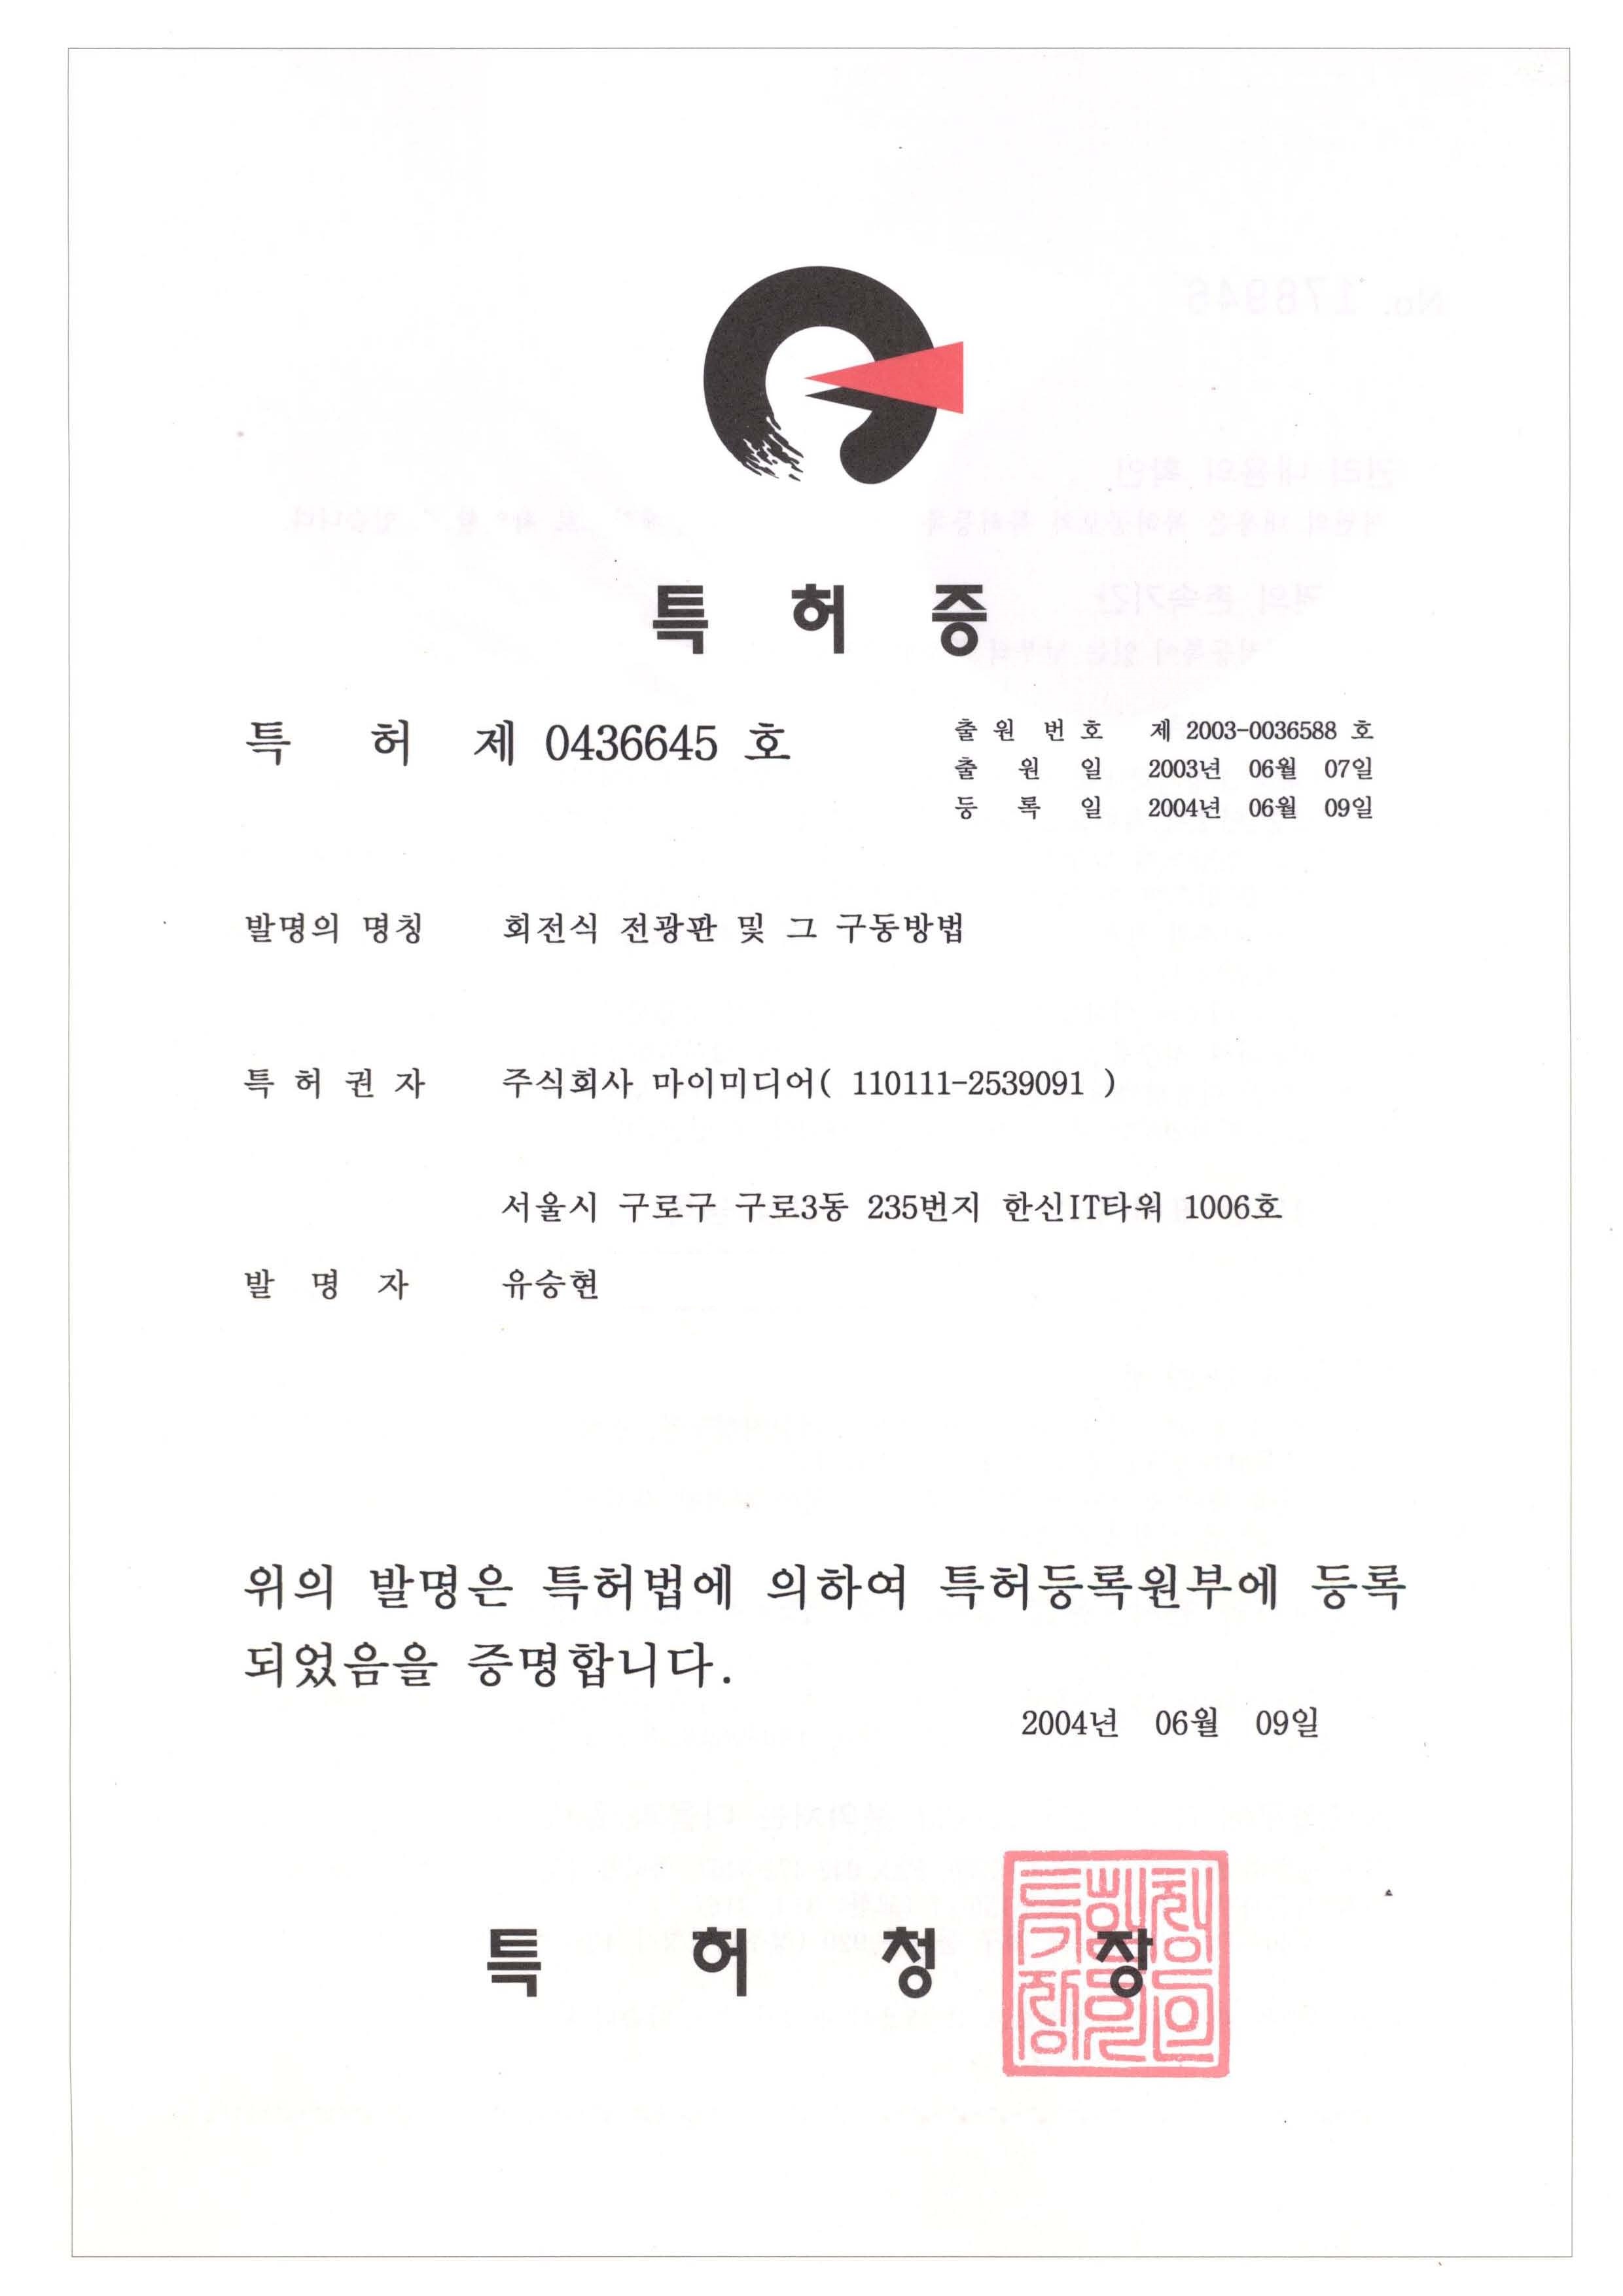 특 허 증
특 허 제 0436645 호
출 원 번 호 제 2003-0036588 호
출 원 일 2003년 06월 07일
등 록 일 2004년 06월 09일
발명의 명칭 회전식 전광판 및 그 구동방법
특 허 권 자 주식회사 마이미디어( 110111-2539091 )
서울시 구로구 구로3동 235번지 한신IT타워 1006호
발 명 자 유승현
위의 발명은 특허법에 의하여 특허등록원부에 등록
되었음을 증명합니다.
2004년 06월 09일
특 허 청 장